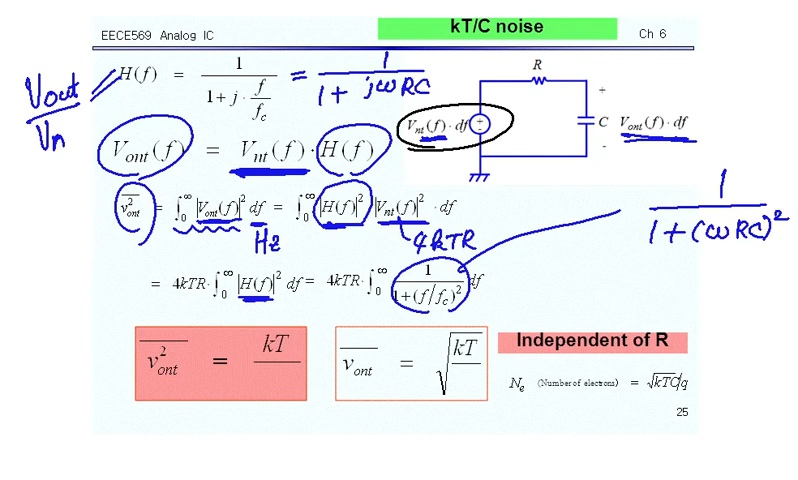 EECE569 Analog IC
kT/C noise
Ch 6
Vout/Vn
H(f) = 1/(1 + j · f/fc) = 1/(1 + jωRC)
R
Vnt(f) · df
+
C
-
Vont(f) · df
Vont(f) = Vnt(f) · H(f)
v²ont = ∫₀^∞ |Vont(f)|² df = ∫₀^∞ |H(f)|² |Vnt(f)|² · df
Hz
4kTR
1/(1+(ωRC)²)
= 4kTR · ∫₀^∞ |H(f)|² df = 4kTR · ∫₀^∞ 1/(1+(f/fc)²) df
v²ont = kT
vont = √kT
Independent of R
Ne (Number of electrons) = √kTC/q
25